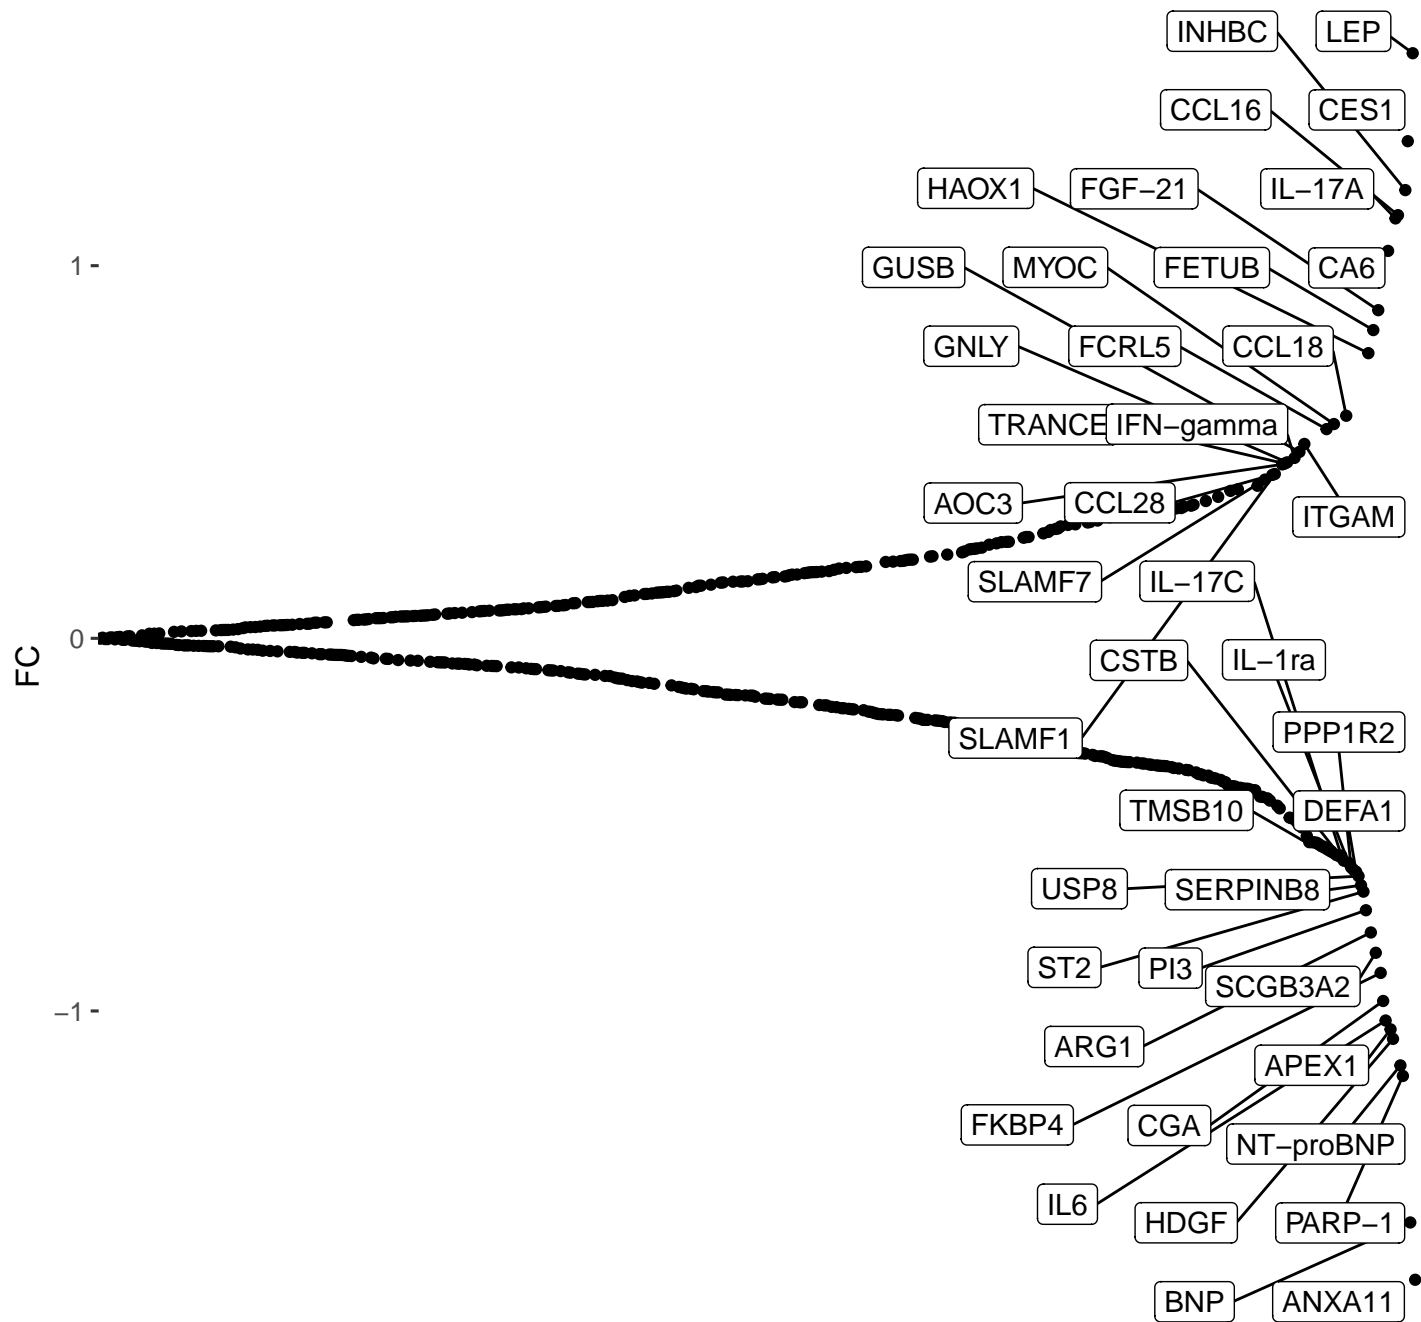 INHBC
LEP
CCL16
CES1
HAOX1
FGF−21
IL−17A
1
GUSB
MYOC
FETUB
CA6
GNLY
FCRL5
CCL18
TRANCE
IFN−gamma
AOC3
CCL28
ITGAM
SLAMF7
IL−17C
0
FC
CSTB
IL−1ra
SLAMF1
PPP1R2
TMSB10
DEFA1
USP8
SERPINB8
ST2
PI3
SCGB3A2
−1
ARG1
APEX1
FKBP4
CGA
NT−proBNP
IL6
HDGF
PARP−1
BNP
ANXA11